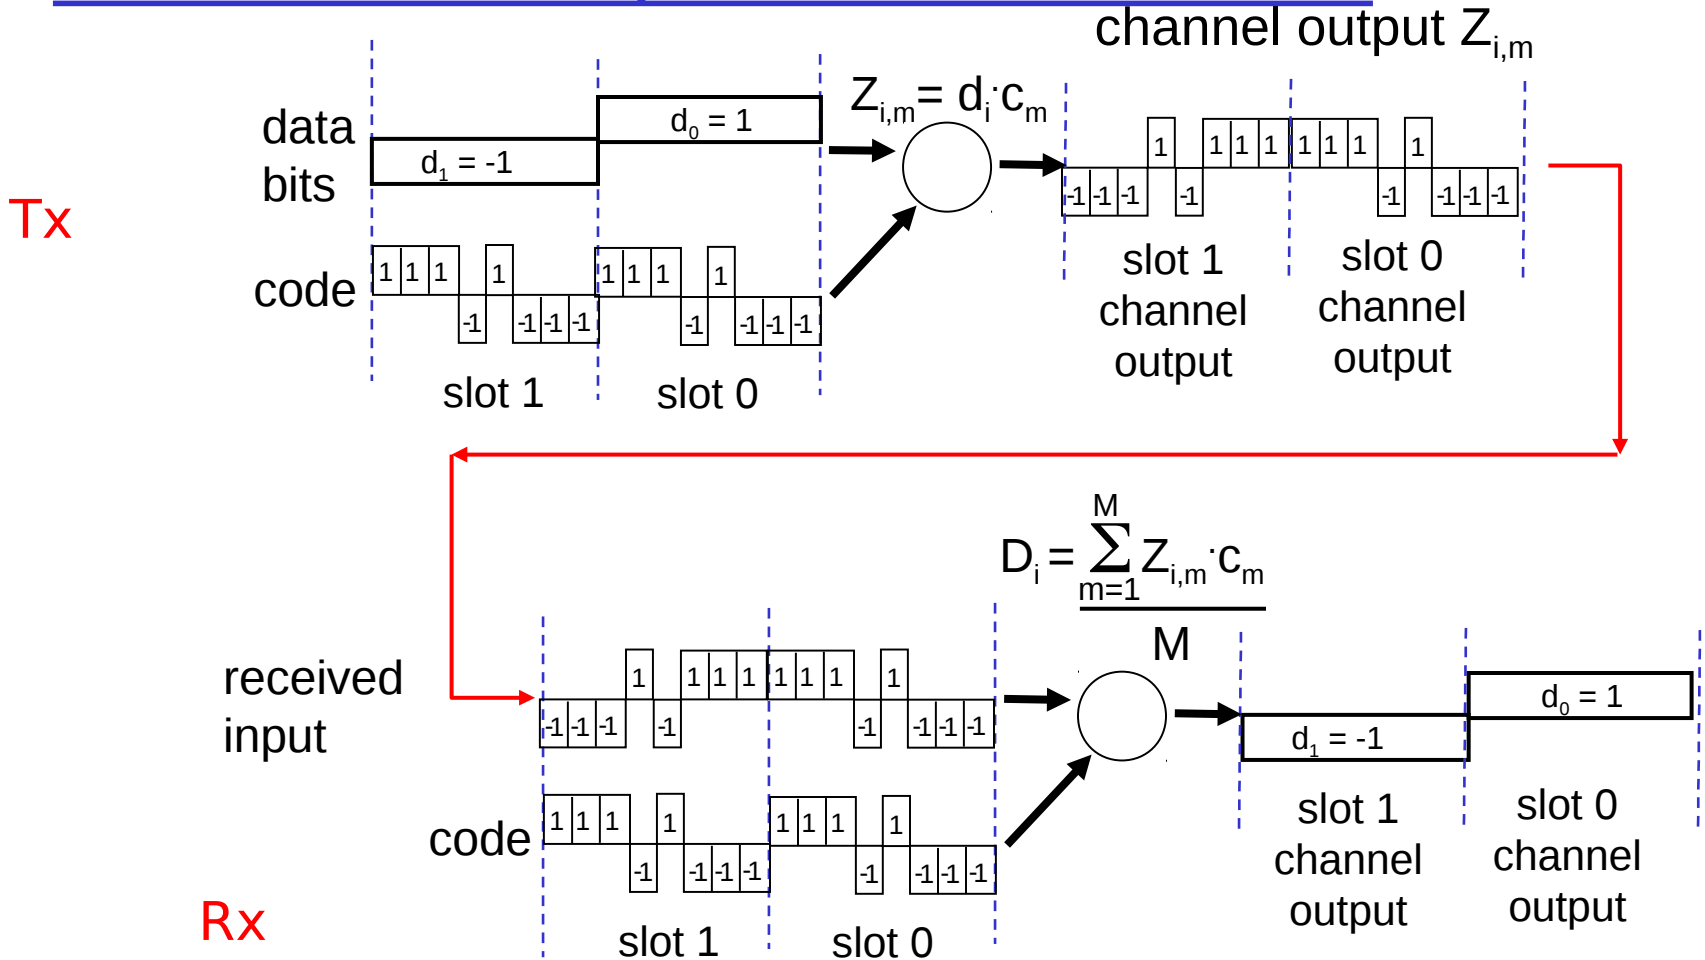 channel output Z_i,m
Z_i,m = d_i · c_m
data bits
d_1 = -1
d_0 = 1
Tx
code
1 1 1 -1 1 -1 -1 -1
1 1 1 -1 1 -1 -1 -1
slot 1
slot 0
-1 -1 -1 1 -1 1 1 1
1 1 1 -1 1 -1 -1 -1
slot 1 channel output
slot 0 channel output
M
D_i = Σ Z_i,m · c_m
m=1
M
received input
-1 -1 -1 1 -1 1 1 1
1 1 1 -1 1 -1 -1 -1
code
1 1 1 -1 1 -1 -1 -1
1 1 1 -1 1 -1 -1 -1
Rx
slot 1
slot 0
d_1 = -1
d_0 = 1
slot 1 channel output
slot 0 channel output